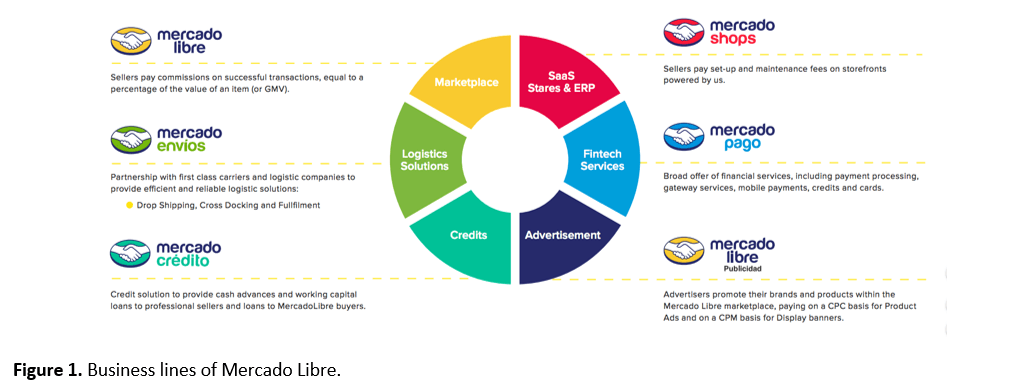 mercado
libre
Sellers pay commissions on successful transactions, equal to a
percentage of the value of an item (or GMV).
mercado
envíos
Partnership with first class carriers and logistic companies to
provide efficient and reliable logistic solutions:
Drop Shipping, Cross Docking and Fullfilment
mercado
crédito
Credit solution to provide cash advances and working capital
loans to professional sellers and loans to MercadoLibre buyers.
Marketplace
SaaS
Stares & ERP
Logistics
Solutions
Fintech
Services
Credits
Advertisement
mercado
shops
Sellers pay set-up and maintenance fees on storefronts
powered by us.
mercado
pago
Broad offer of financial services, including payment processing,
gateway services, mobile payments, credits and cards.
mercado
libre
Publicidad
Advertisers promote their brands and products within the
Mercado Libre marketplace, paying on a CPC basis for Product
Ads and on a CPM basis for Display banners.
Figure 1. Business lines of Mercado Libre.